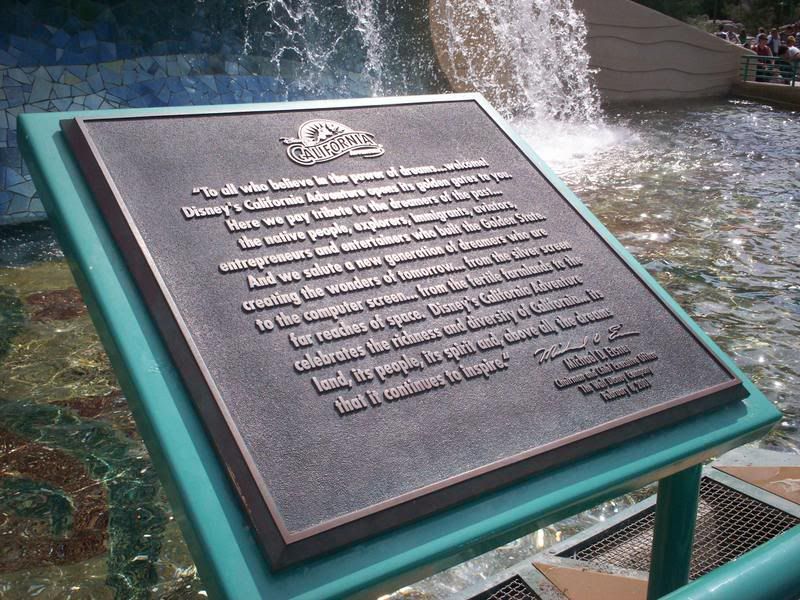 CALIFORNIA
"To all who believe in the power of dreams... welcome!
Disney's California Adventure opens its golden gates to you.
Here we pay tribute to the dreamers of the past...
the native people, explorers, immigrants, aviators,
entrepreneurs and entertainers who built the Golden State.
And we salute a new generation of dreamers who are
creating the wonders of tomorrow... from the silver screen
to the computer screen... from the fertile farmlands to the
far reaches of space. Disney's California Adventure
celebrates the richness and diversity of California... its
land, its people, its spirit and, above all, the dreams
that it continues to inspire."
Michael D. Eisner
Chairman and Chief Executive Officer
The Walt Disney Company
February 8, 2001